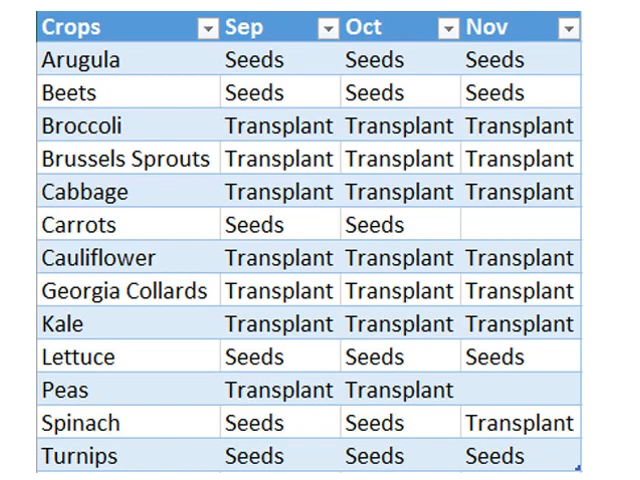 Crops Sep Oct Nov
Arugula Seeds Seeds Seeds
Beets Seeds Seeds Seeds
Broccoli Transplant Transplant Transplant
Brussels Sprouts Transplant Transplant Transplant
Cabbage Transplant Transplant Transplant
Carrots Seeds Seeds
Cauliflower Transplant Transplant Transplant
Georgia Collards Transplant Transplant Transplant
Kale Transplant Transplant Transplant
Lettuce Seeds Seeds Seeds
Peas Transplant Transplant
Spinach Seeds Seeds Transplant
Turnips Seeds Seeds Seeds